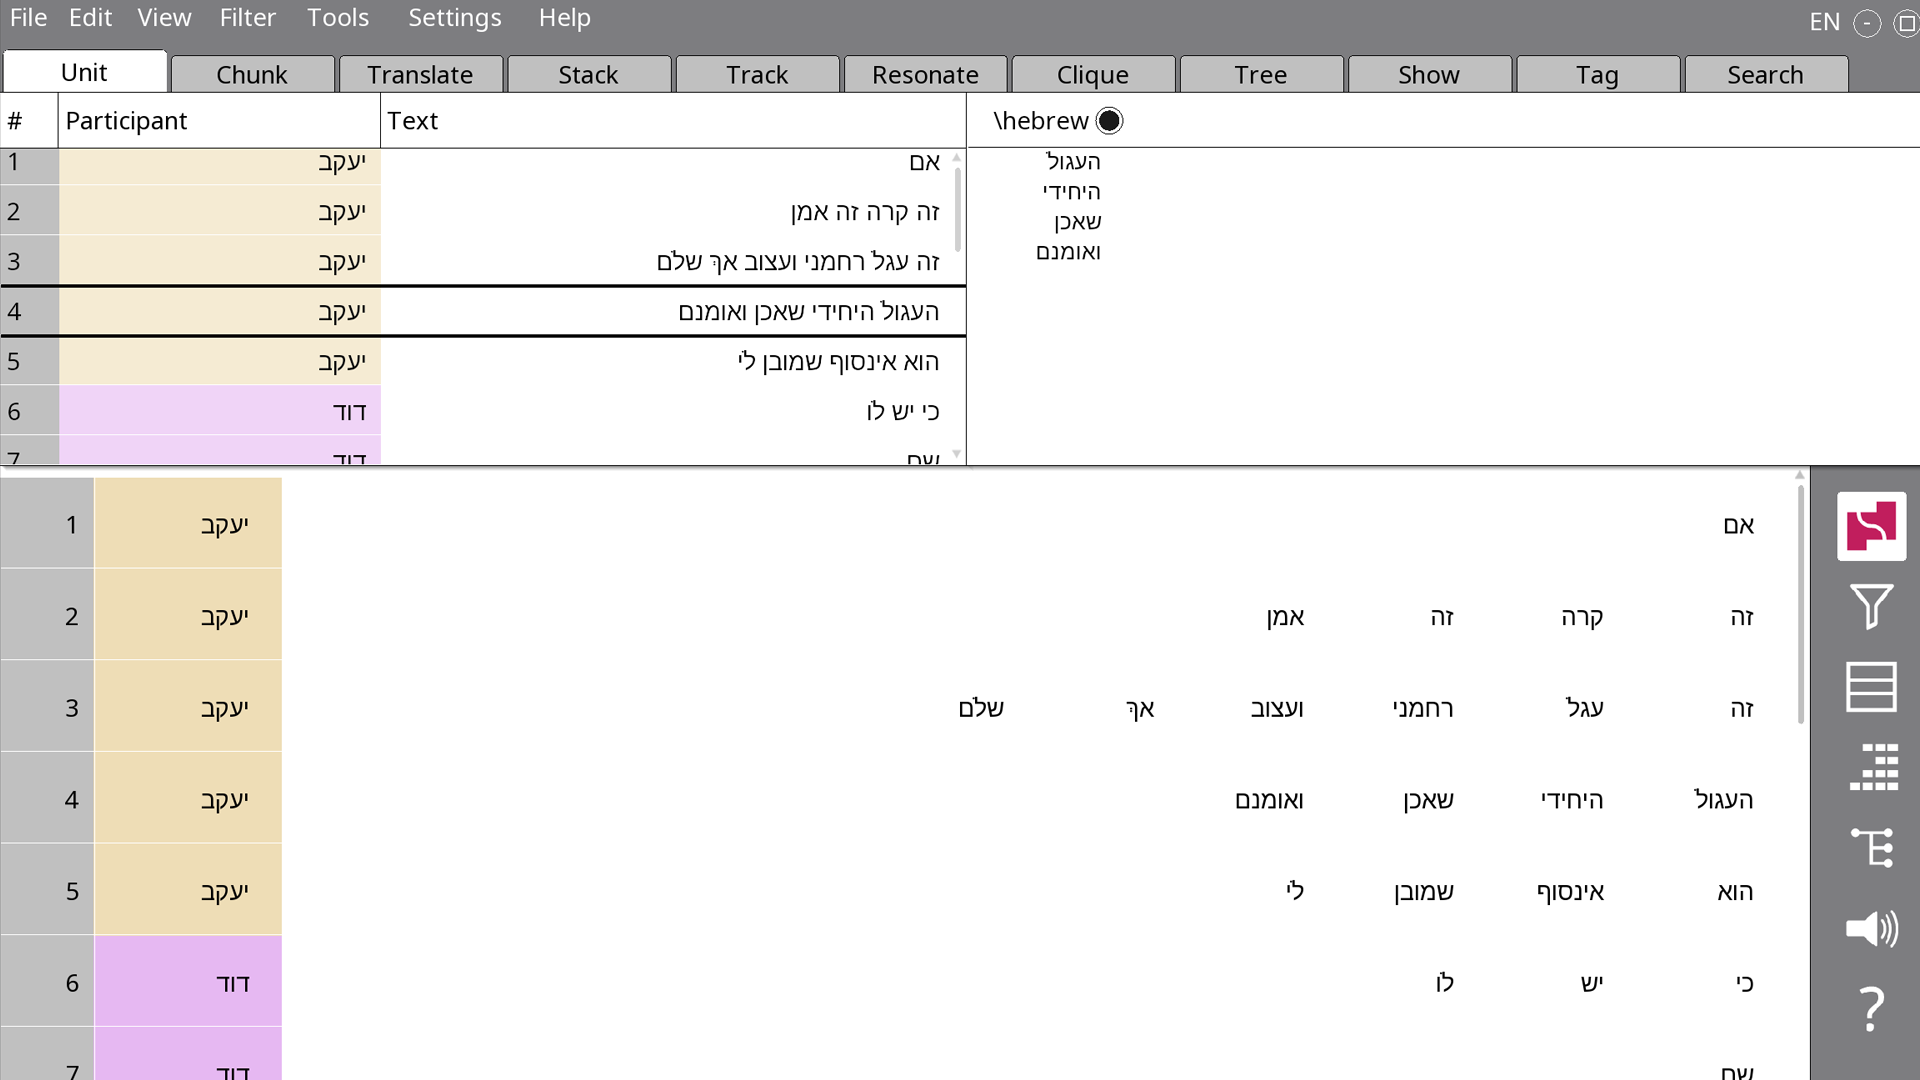 File Edit View Filter Tools Settings Help EN
Unit Chunk Translate Stack Track Resonate Clique Tree Show Tag Search
# Participant Text \hebrew
1 יעקב אם
2 יעקב זה קרה זה אמן
3 יעקב זה עגל רחמני ועצוב אך שלם
4 יעקב העגול היחידי שאכן ואומנם
5 יעקב הוא אינסוף שמובן לי
6 דוד כי יש לו
7 דוד שם
העגול
היחידי
שאכן
ואומנם
1 יעקב אם
2 יעקב זה קרה זה אמן
3 יעקב זה עגל רחמני ועצוב אך שלם
4 יעקב העגול היחידי שאכן ואומנם
5 יעקב הוא אינסוף שמובן לי
6 דוד כי יש לו
7 דוד שם